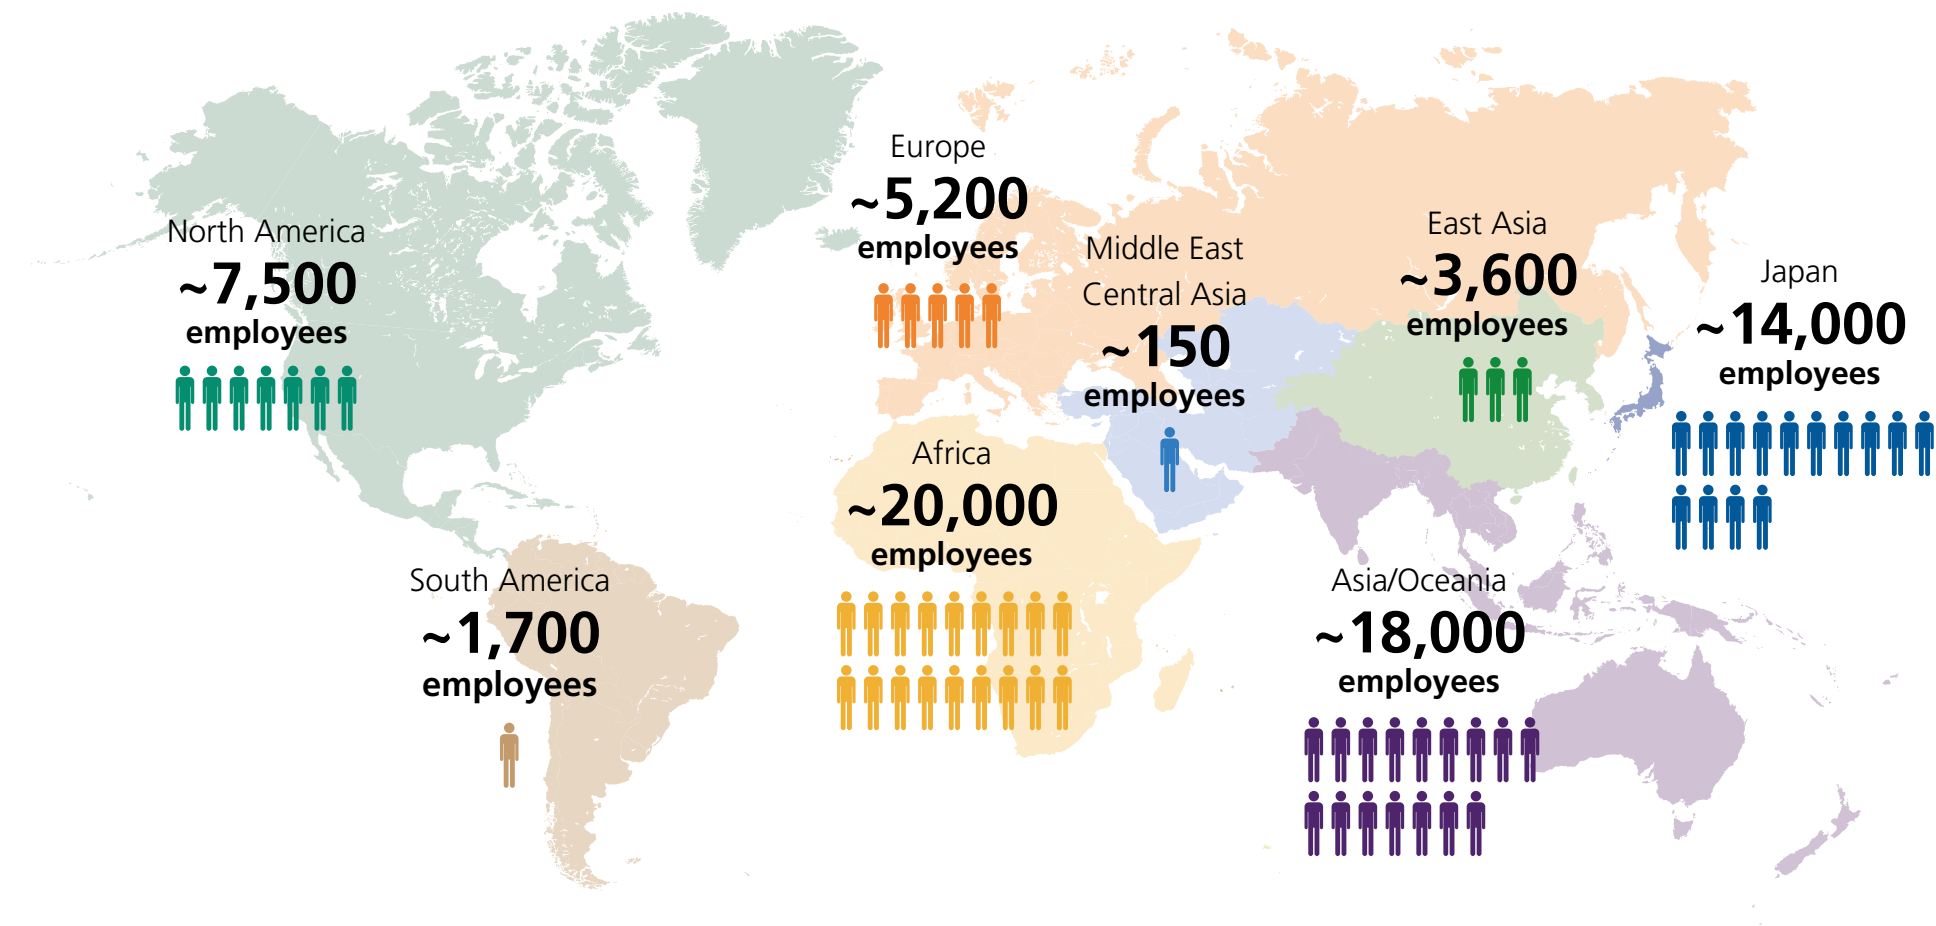 North America
~7,500
employees
Europe
~5,200
employees
Middle East
Central Asia
~150
employees
East Asia
~3,600
employees
Japan
~14,000
employees
Africa
~20,000
employees
South America
~1,700
employees
Asia/Oceania
~18,000
employees